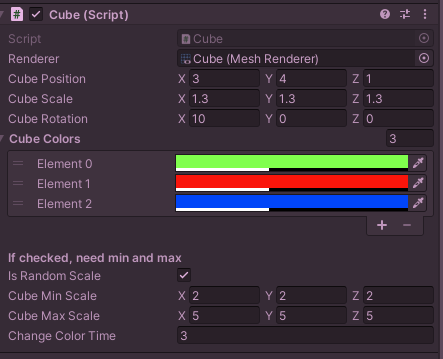 Cube (Script)
Script Cube
Renderer Cube (Mesh Renderer)
Cube Position X 3 Y 4 Z 1
Cube Scale X 1.3 Y 1.3 Z 1.3
Cube Rotation X 10 Y 0 Z 0
Cube Colors 3
Element 0
Element 1
Element 2
If checked, need min and max
Is Random Scale
Cube Min Scale X 2 Y 2 Z 2
Cube Max Scale X 5 Y 5 Z 5
Change Color Time 3